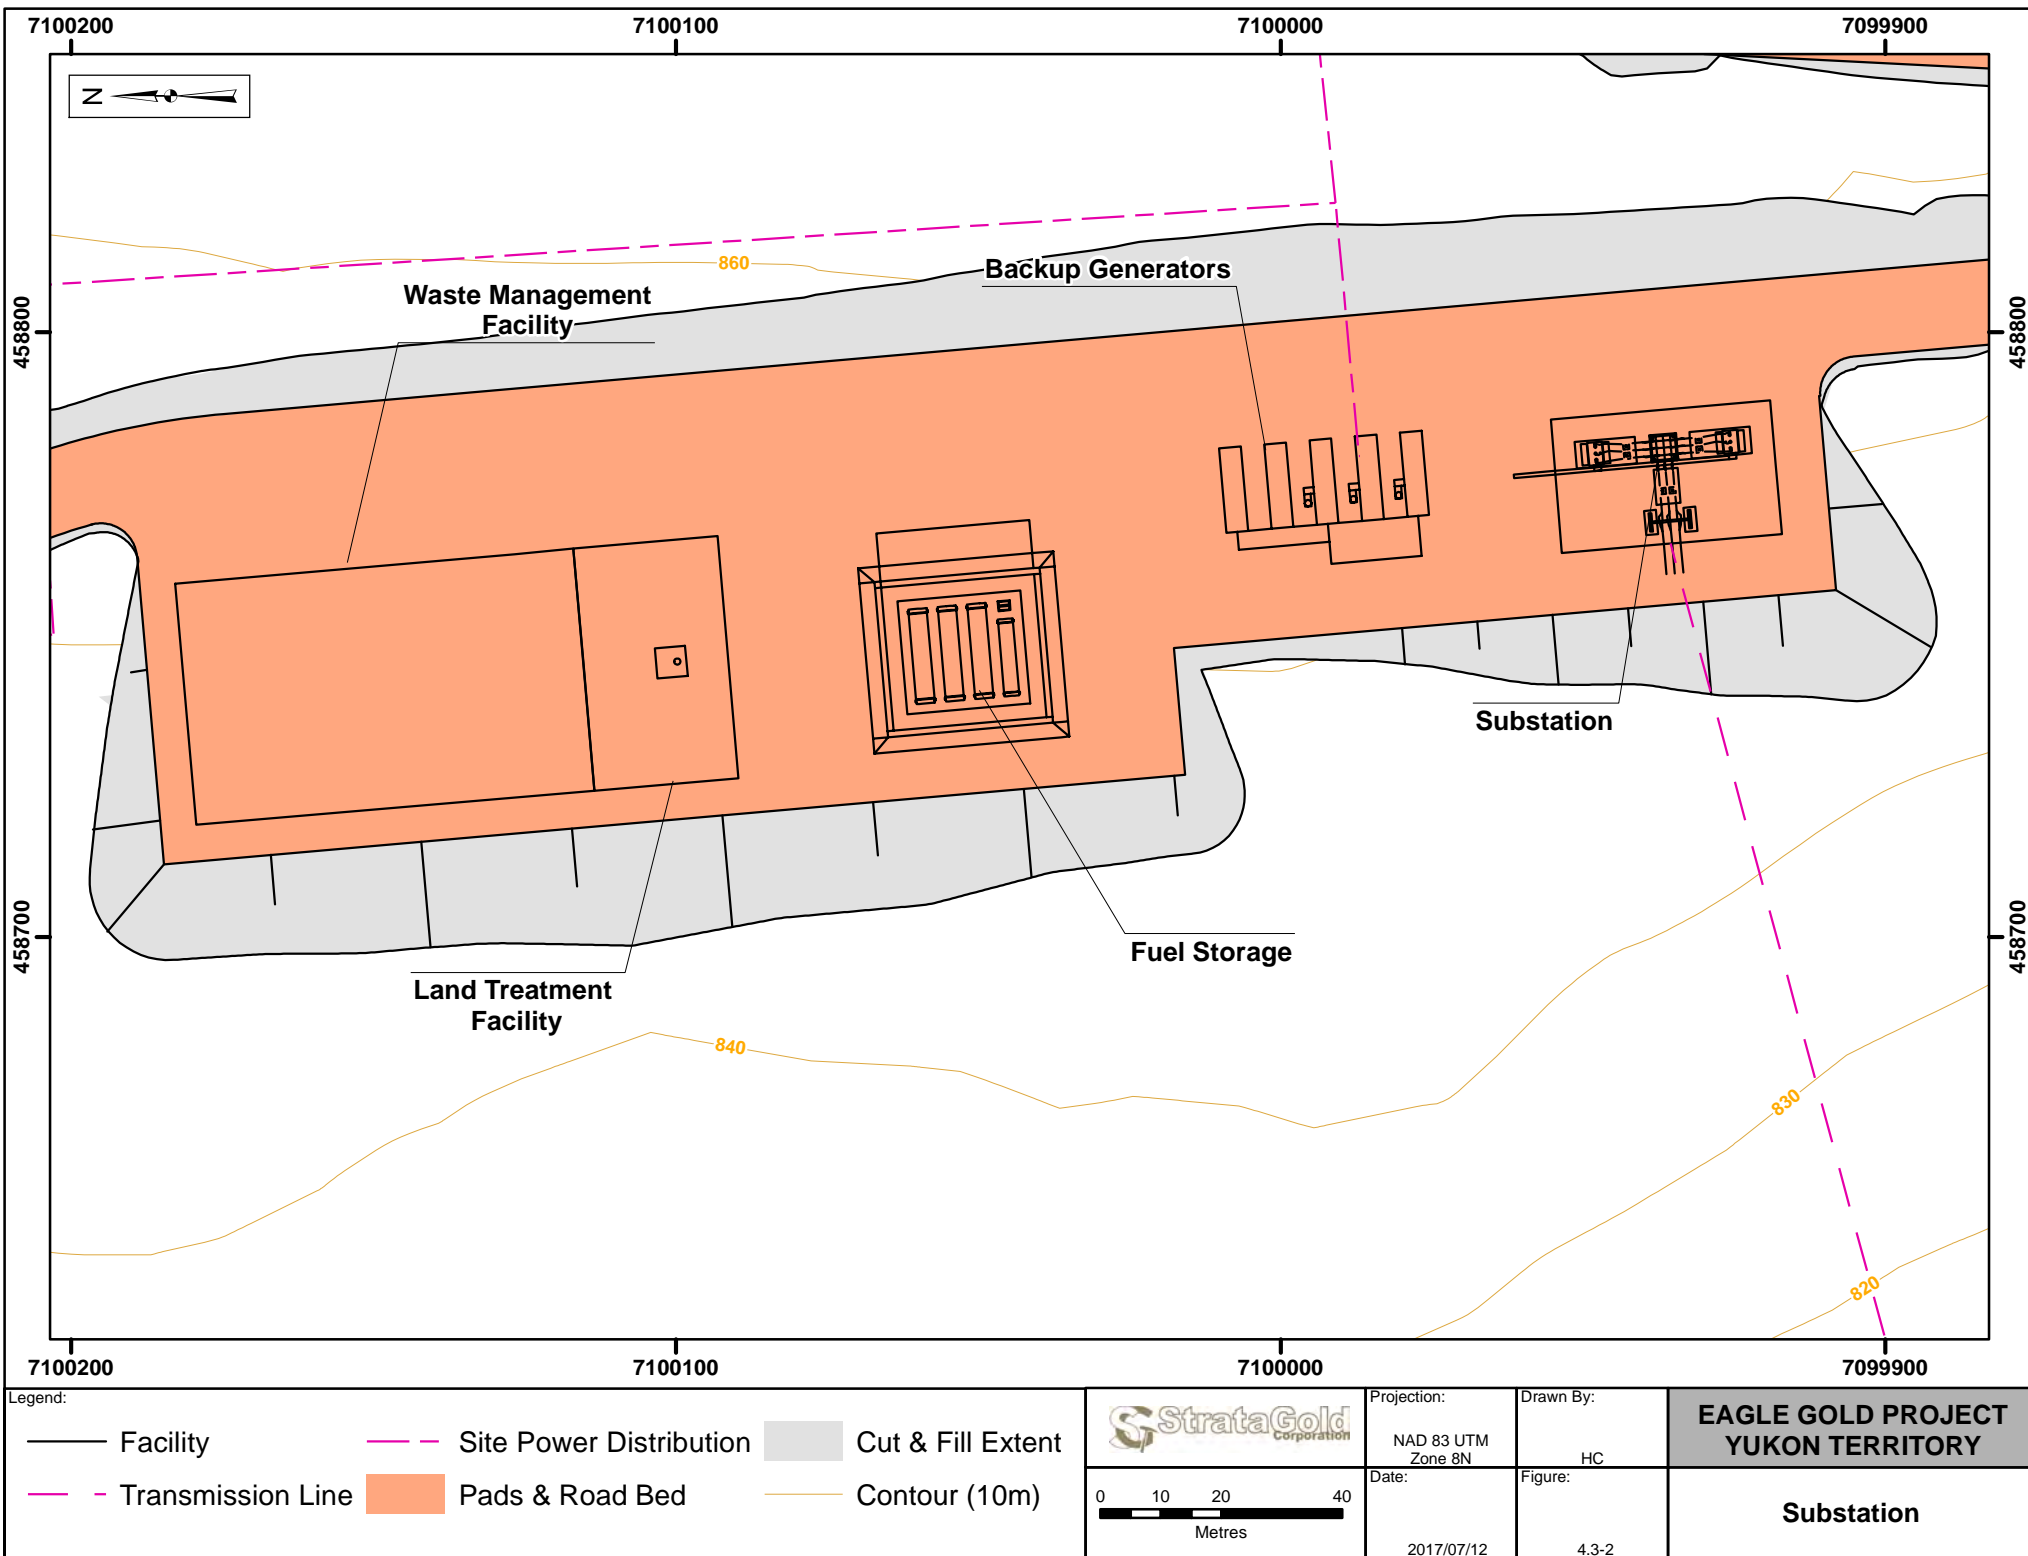 7100200 7100100 7100000 7099900
N
860
Backup Generators
Waste Management
Facility
458800 458800
Substation
458700 458700
Fuel Storage
Land Treatment
Facility
840
830
820
7100200 7100100 7100000 7099900
Legend:
Facility
Site Power Distribution
Cut & Fill Extent
Transmission Line
Pads & Road Bed
Contour (10m)
StrataGold
Corporation
0 10 20 40
Metres
Projection:
NAD 83 UTM
Zone 8N
Drawn By:
HC
Date:
2017/07/12
Figure:
4.3-2
EAGLE GOLD PROJECT
YUKON TERRITORY
Substation